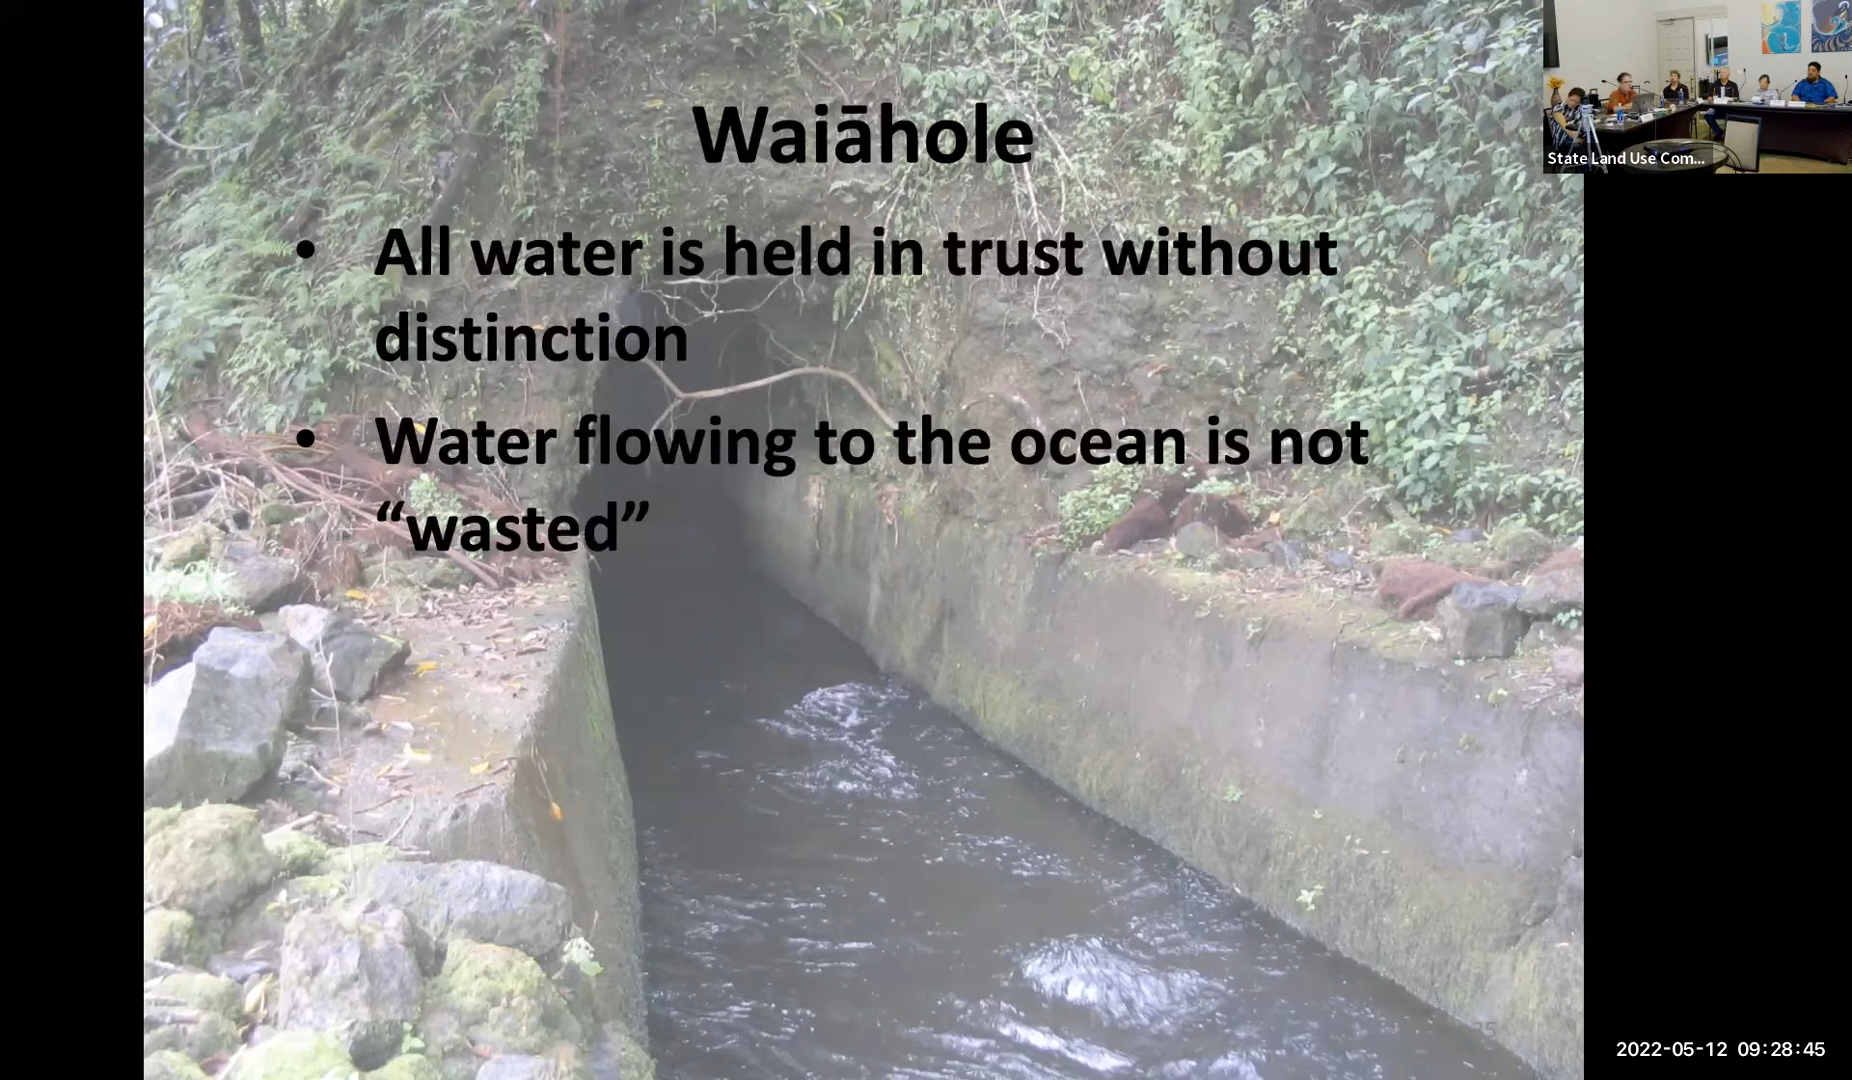 Waiāhole
• All water is held in trust without
distinction
• Water flowing to the ocean is not
“wasted”
State Land Use Com...
2022-05-12 09:28:45